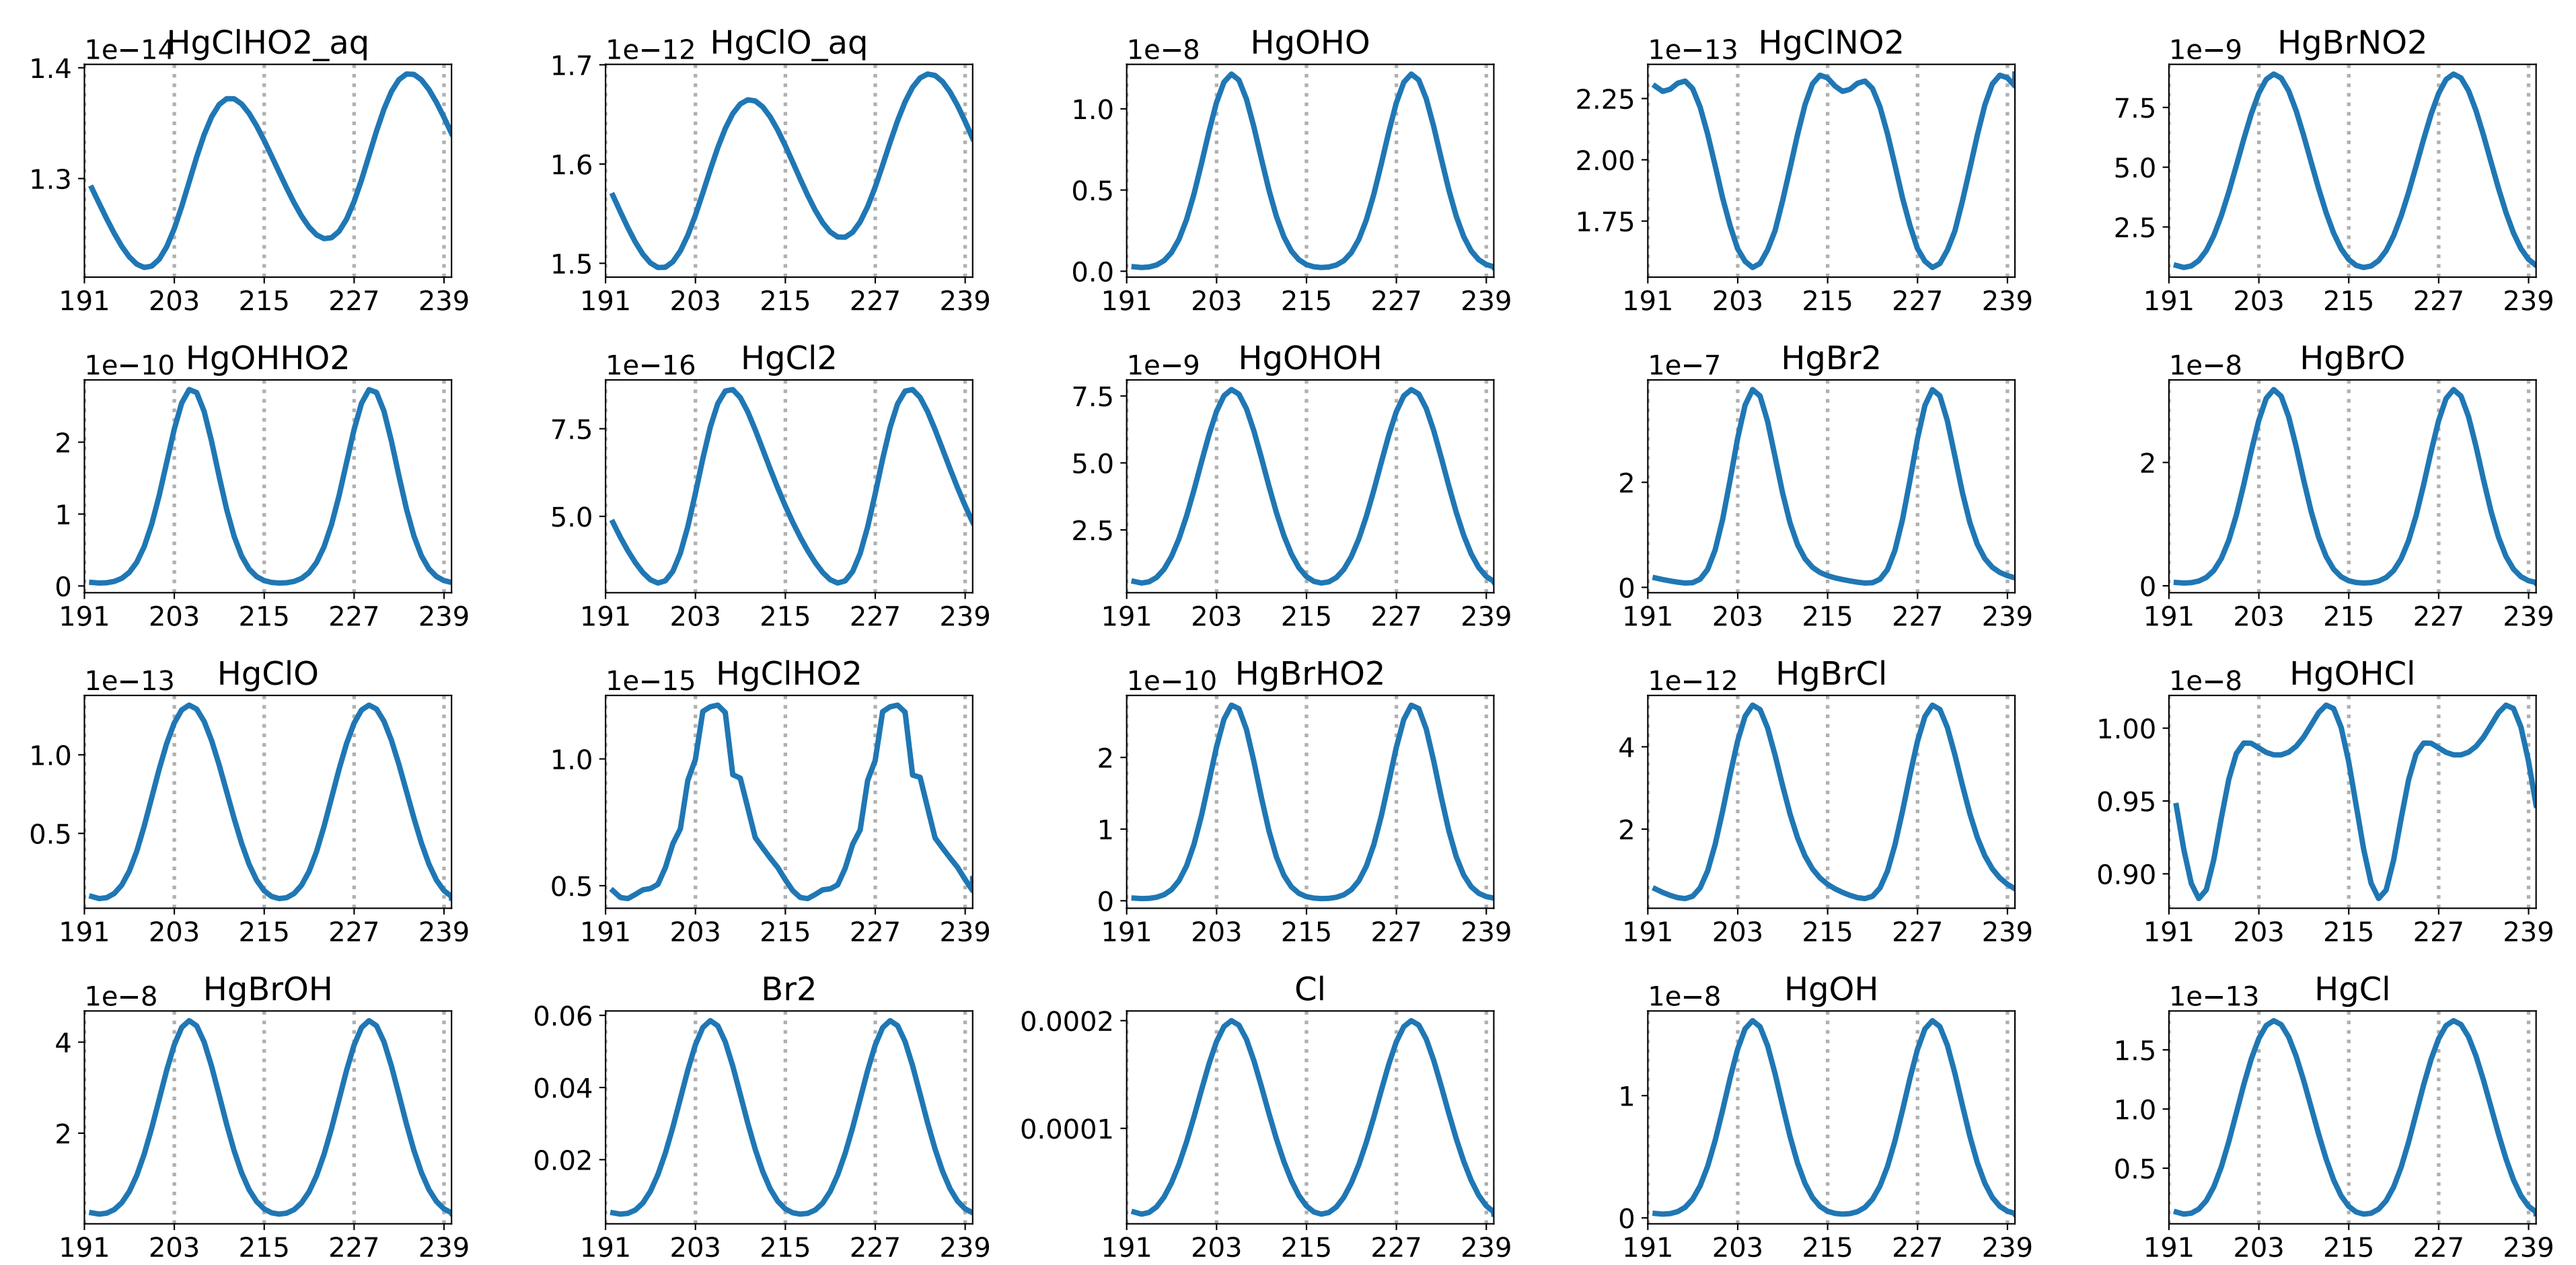 HgClHO2_aq HgClO_aq HgOHO HgClNO2 HgBrNO2
1e−14 1e−12 1e−8 1e−13 1e−9
1.4 1.3
1.7 1.6 1.5
1.0 0.5 0.0
2.25 2.00 1.75
7.5 5.0 2.5
191 203 215 227 239 191 203 215 227 239 191 203 215 227 239 191 203 215 227 239 191 203 215 227 239
HgOHHO2 HgCl2 HgOHOH HgBr2 HgBrO
1e−10 1e−16 1e−9 1e−7 1e−8
2 1 0
7.5 5.0
7.5 5.0 2.5
2 0
2 0
191 203 215 227 239 191 203 215 227 239 191 203 215 227 239 191 203 215 227 239 191 203 215 227 239
HgClO HgClHO2 HgBrHO2 HgBrCl HgOHCl
1e−13 1e−15 1e−10 1e−12 1e−8
1.0 0.5
1.0 0.5
2 1 0
4 2
1.00 0.95 0.90
191 203 215 227 239 191 203 215 227 239 191 203 215 227 239 191 203 215 227 239 191 203 215 227 239
HgBrOH Br2 Cl HgOH HgCl
1e−8 1e−8 1e−13
4 2
0.06 0.04 0.02
0.0002 0.0001
1 0
1.5 1.0 0.5
191 203 215 227 239 191 203 215 227 239 191 203 215 227 239 191 203 215 227 239 191 203 215 227 239